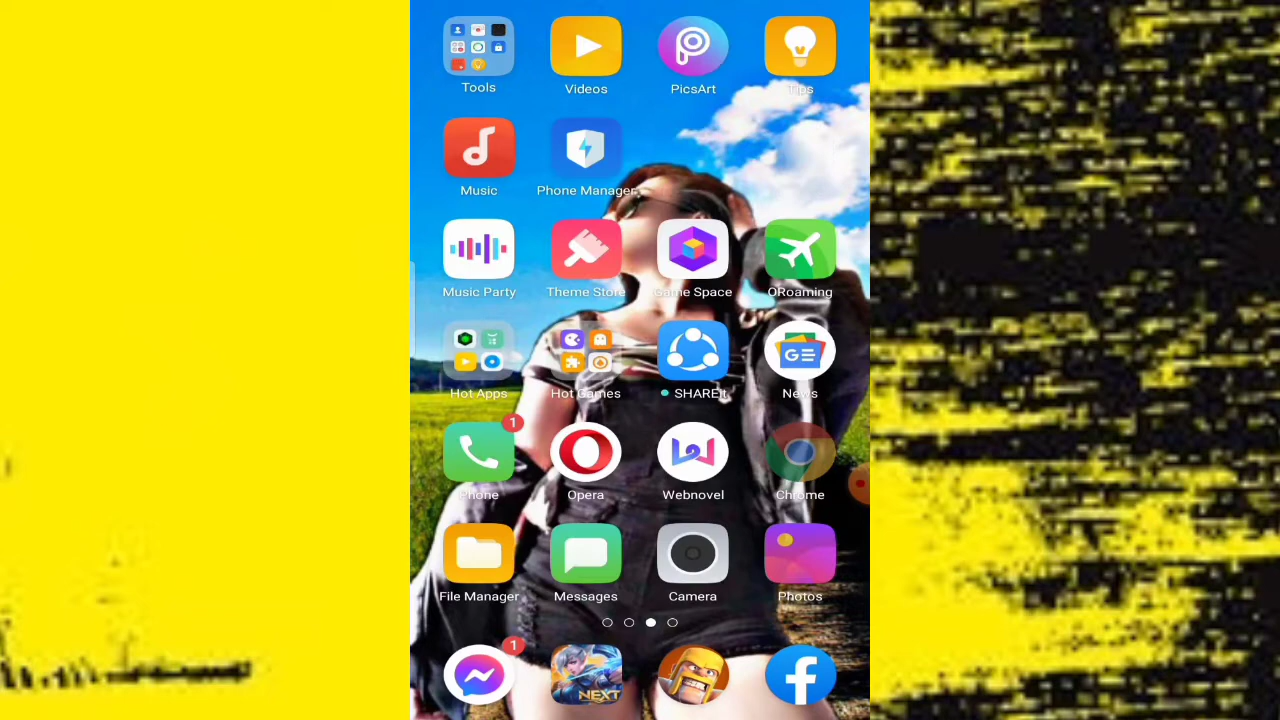 Tools Videos PicsArt Tips
Music Phone Manager
Music Party Theme Store Game Space ORoaming
GE
Hot Apps Hot Games SHAREit News
1
Phone Opera Webnovel Chrome
File Manager Messages Camera Photos
1
NEXT